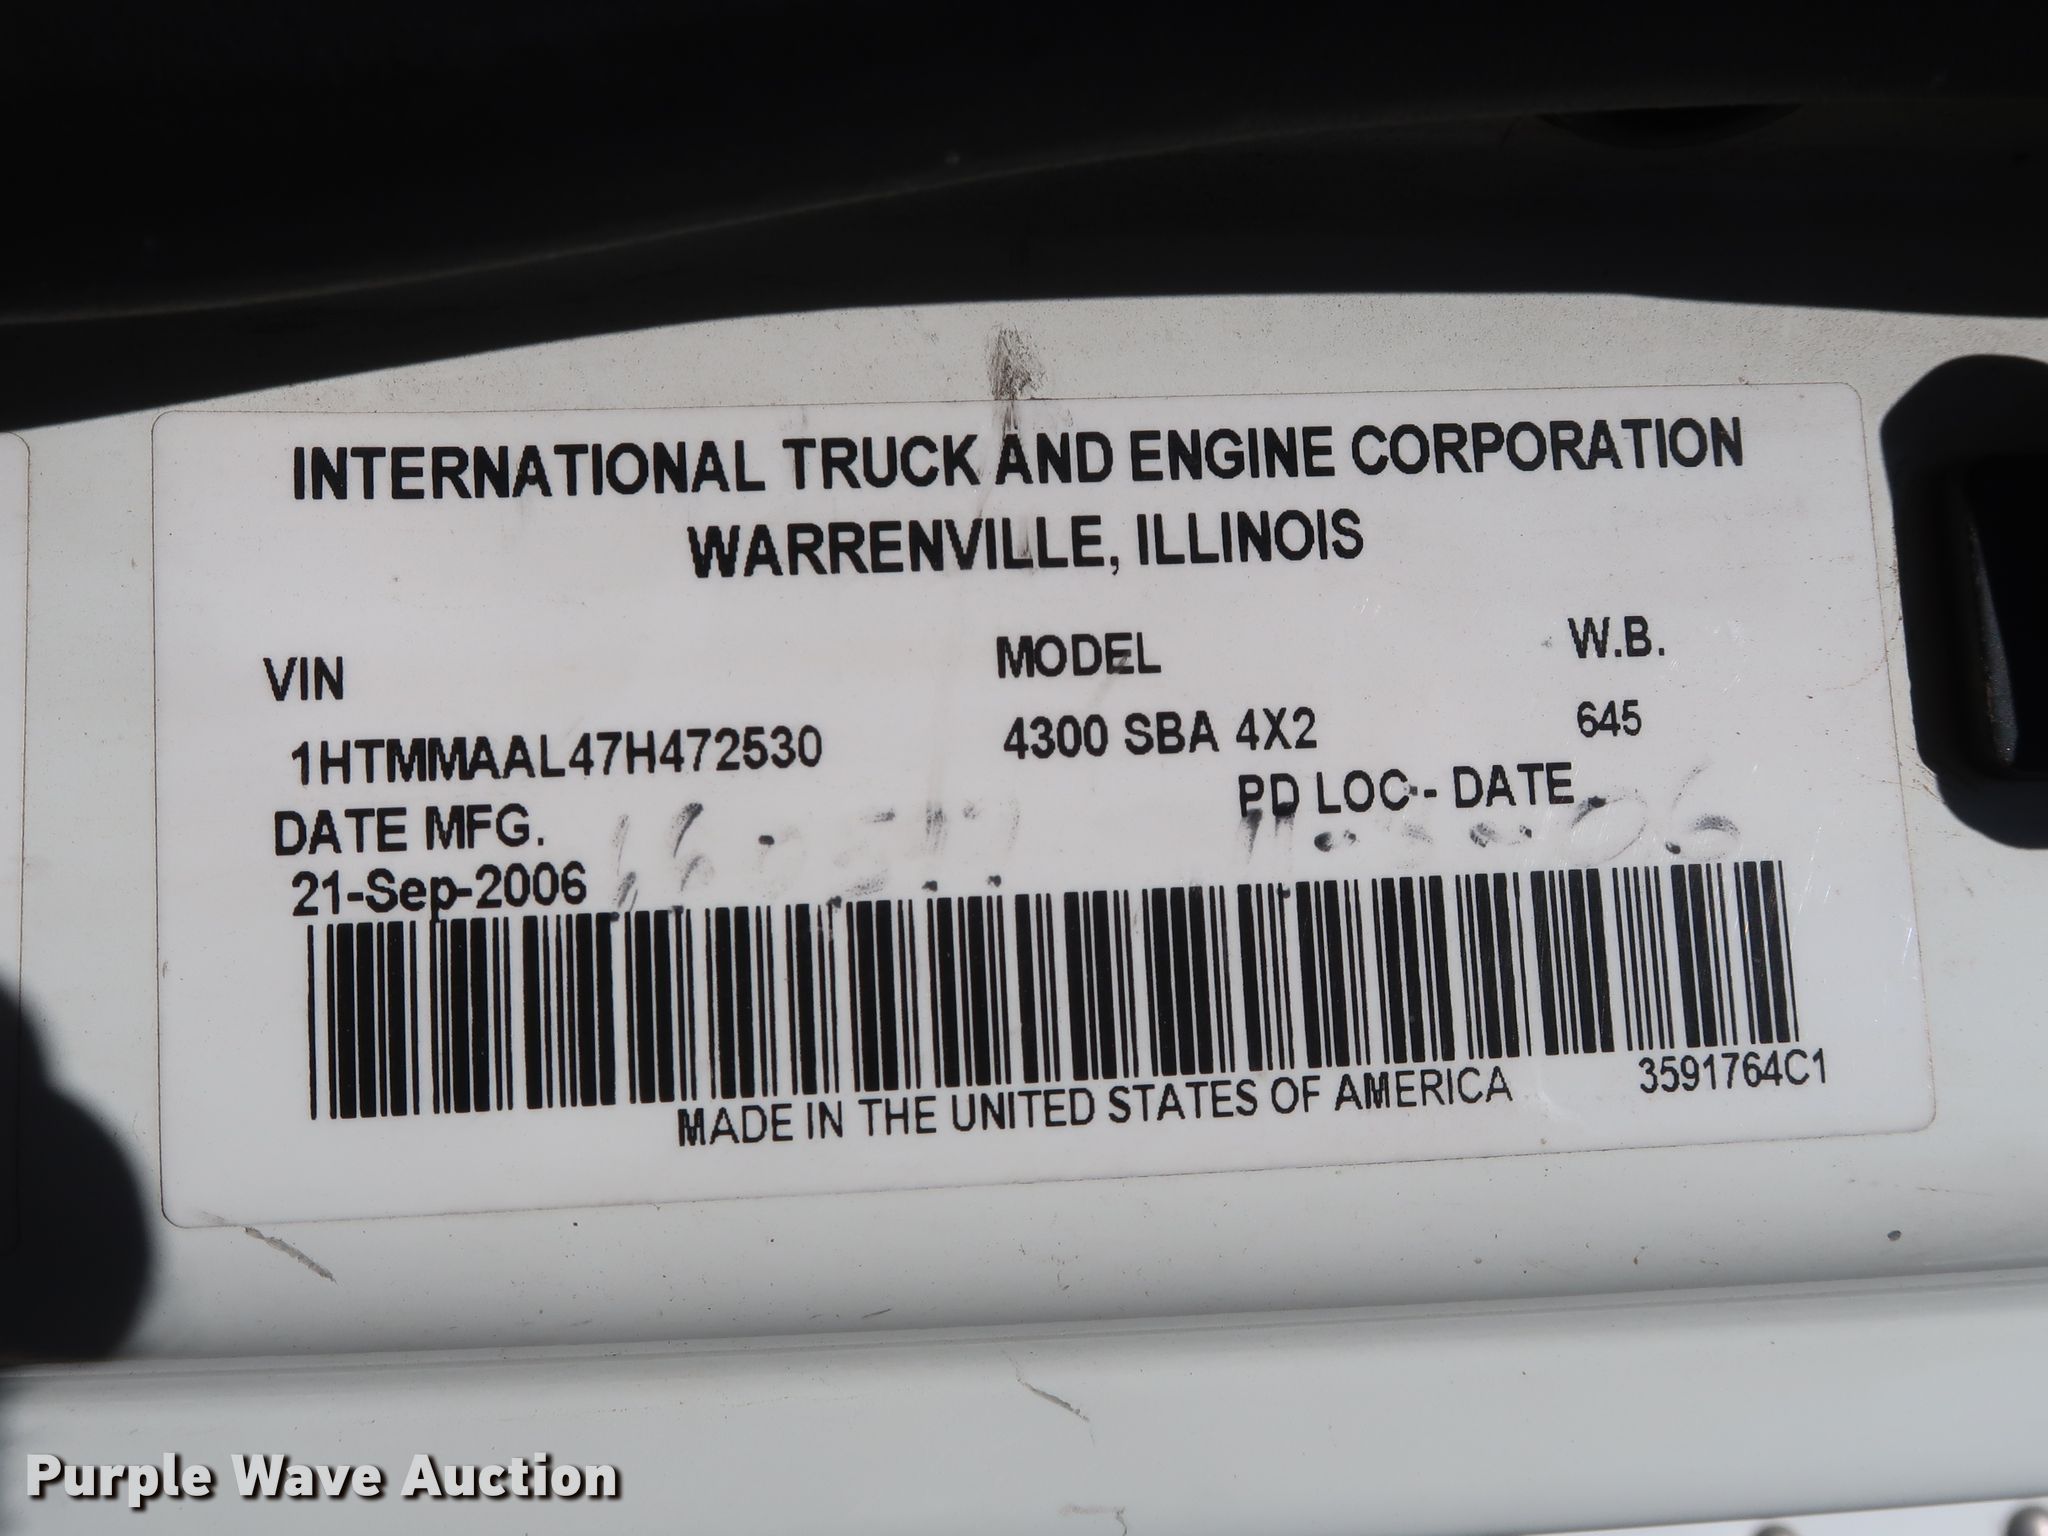 INTERNATIONAL TRUCK AND ENGINE CORPORATION
WARRENVILLE, ILLINOIS
VIN MODEL W.B.
1HTMMAAL47H472530 4300 SBA 4X2 645
DATE MFG. PD LOC - DATE
21-Sep-2006
MADE IN THE UNITED STATES OF AMERICA 3591764C1
Purple Wave Auction